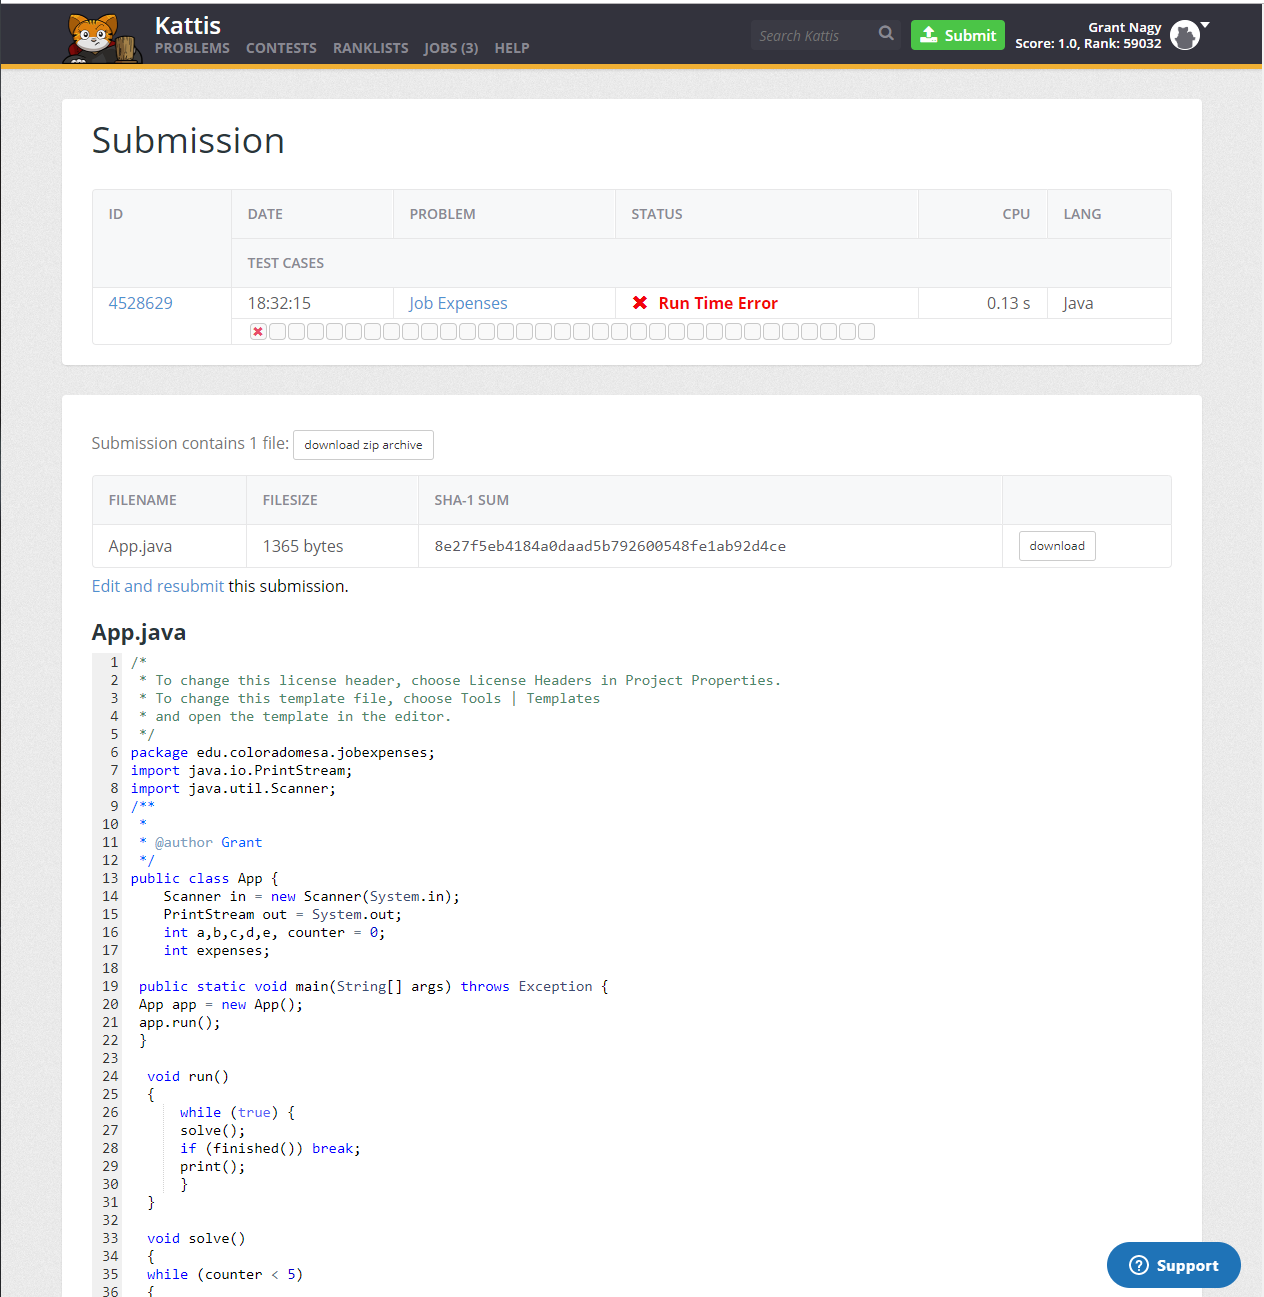 Kattis
PROBLEMS CONTESTS RANKLISTS JOBS (3) HELP
Search Kattis
Submit
Grant Nagy
Score: 1.0, Rank: 59032
Submission
ID DATE PROBLEM STATUS CPU LANG
TEST CASES
4528629 18:32:15 Job Expenses Run Time Error 0.13 s Java
Submission contains 1 file: download zip archive
FILENAME FILESIZE SHA-1 SUM
App.java 1365 bytes 8e27f5eb4184a0daad5b792600548fe1ab92d4ce download
Edit and resubmit this submission.
App.java
1 /*
2  * To change this license header, choose License Headers in Project Properties.
3  * To change this template file, choose Tools | Templates
4  * and open the template in the editor.
5  */
6 package edu.coloradomesa.jobexpenses;
7 import java.io.PrintStream;
8 import java.util.Scanner;
9 /**
10  *
11  * @author Grant
12  */
13 public class App {
14     Scanner in = new Scanner(System.in);
15     PrintStream out = System.out;
16     int a,b,c,d,e, counter = 0;
17     int expenses;
18
19  public static void main(String[] args) throws Exception {
20  App app = new App();
21  app.run();
22  }
23
24   void run()
25   {
26       while (true) {
27       solve();
28       if (finished()) break;
29       print();
30       }
31   }
32
33   void solve()
34   {
35   while (counter < 5)
36   {
Support